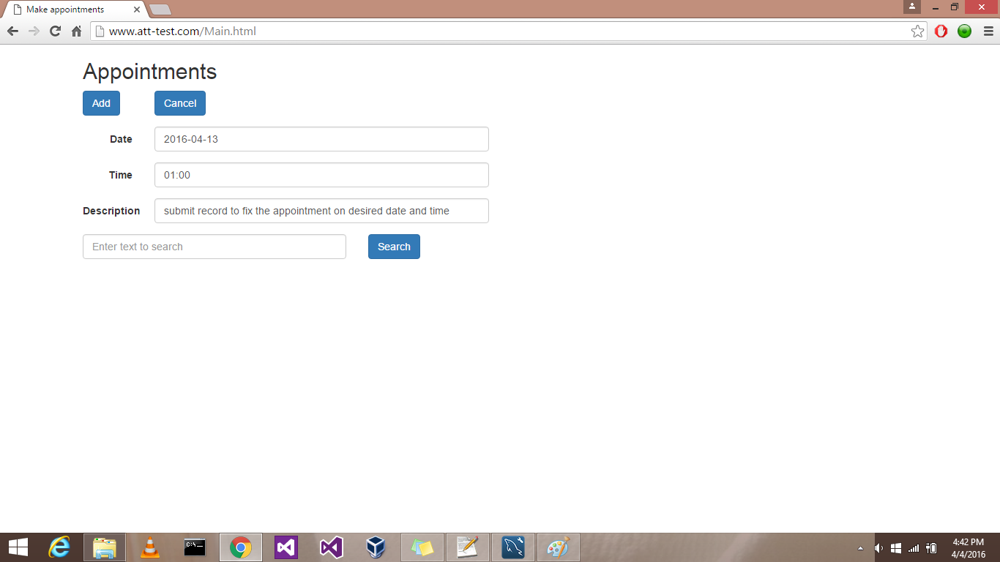 Make appointments
www.att-test.com/Main.html
Appointments
Add Cancel
Date 2016-04-13
Time 01:00
Description submit record to fix the appointment on desired date and time
Enter text to search Search
C:\_
4:42 PM
4/4/2016